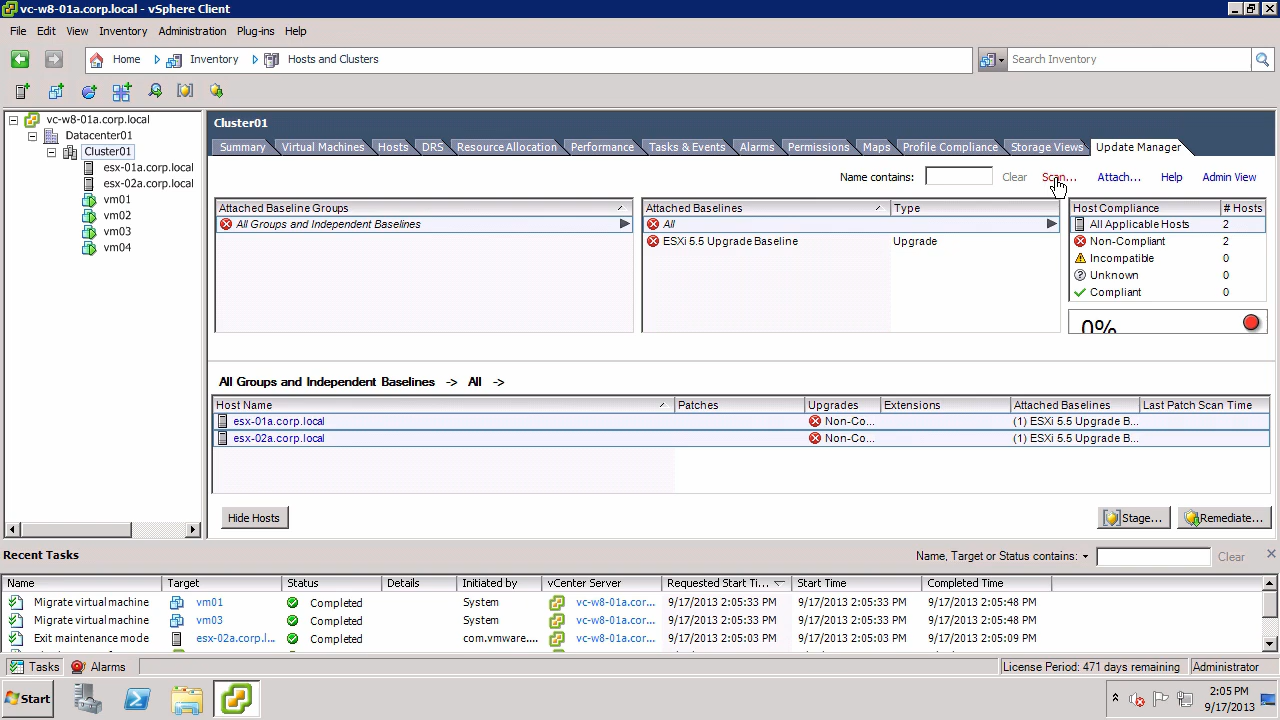 vc-w8-01a.corp.local - vSphere Client
File Edit View Inventory Administration Plug-ins Help
Home Inventory Hosts and Clusters Search Inventory
vc-w8-01a.corp.local
Datacenter01
Cluster01
esx-01a.corp.local
esx-02a.corp.local
vm01
vm02
vm03
vm04
Cluster01
Summary Virtual Machines Hosts DRS Resource Allocation Performance Tasks & Events Alarms Permissions Maps Profile Compliance Storage Views Update Manager
Name contains: Clear Scan... Attach... Help Admin View
Attached Baseline Groups
All Groups and Independent Baselines
Attached Baselines Type
All
ESXi 5.5 Upgrade Baseline Upgrade
Host Compliance # Hosts
All Applicable Hosts 2
Non-Compliant 2
Incompatible 0
Unknown 0
Compliant 0
0%
All Groups and Independent Baselines -> All ->
Host Name Patches Upgrades Extensions Attached Baselines Last Patch Scan Time
esx-01a.corp.local Non-Co... (1) ESXi 5.5 Upgrade B...
esx-02a.corp.local Non-Co... (1) ESXi 5.5 Upgrade B...
Hide Hosts Stage... Remediate...
Recent Tasks Name, Target or Status contains: Clear
Name Target Status Details Initiated by vCenter Server Requested Start Ti... Start Time Completed Time
Migrate virtual machine vm01 Completed System vc-w8-01a.cor... 9/17/2013 2:05:33 PM 9/17/2013 2:05:33 PM 9/17/2013 2:05:48 PM
Migrate virtual machine vm03 Completed System vc-w8-01a.cor... 9/17/2013 2:05:33 PM 9/17/2013 2:05:33 PM 9/17/2013 2:05:48 PM
Exit maintenance mode esx-02a.corp.l... Completed com.vmware.... vc-w8-01a.cor... 9/17/2013 2:05:03 PM 9/17/2013 2:05:03 PM 9/17/2013 2:05:09 PM
Tasks Alarms License Period: 471 days remaining Administrator
Start 2:05 PM
9/17/2013